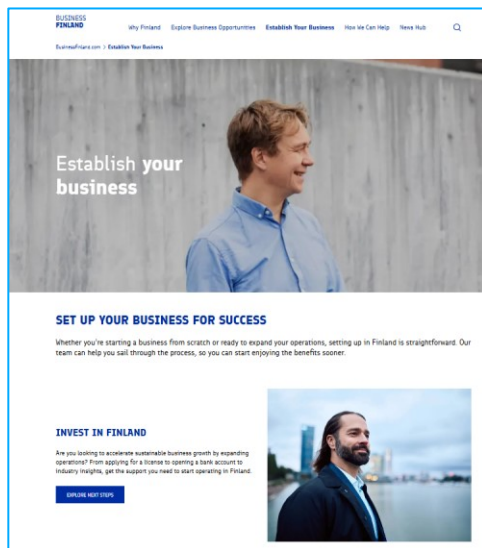 BUSINESS
FINLAND
Why Finland Explore Business Opportunities Establish Your Business How We Can Help News Hub
BusinessFinland.com > Establish Your Business
Establish your
business
SET UP YOUR BUSINESS FOR SUCCESS
Whether you're starting a business from scratch or ready to expand your operations, setting up in Finland is straightforward. Our
team can help you sail through the process, so you can start enjoying the benefits sooner.
INVEST IN FINLAND
Are you looking to accelerate sustainable business growth by expanding
operations? From applying for a license to opening a bank account to
industry insights, get the support you need to start operating in Finland.
EXPLORE NEXT STEPS